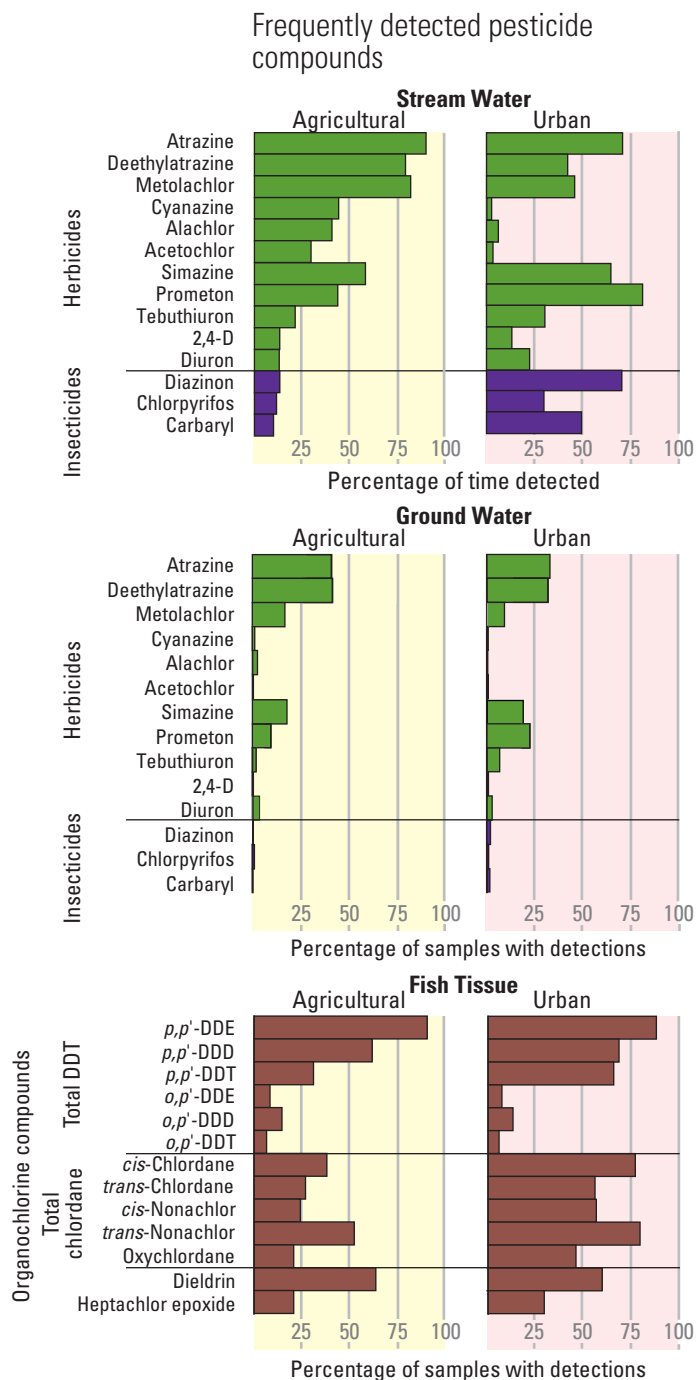 Frequently detected pesticide
compounds
Stream Water
Agricultural Urban
Herbicides
Atrazine
Deethylatrazine
Metolachlor
Cyanazine
Alachlor
Acetochlor
Simazine
Prometon
Tebuthiuron
2,4-D
Diuron
Insecticides
Diazinon
Chlorpyrifos
Carbaryl
25 50 75 100 25 50 75 100
Percentage of time detected
Ground Water
Agricultural Urban
Herbicides
Atrazine
Deethylatrazine
Metolachlor
Cyanazine
Alachlor
Acetochlor
Simazine
Prometon
Tebuthiuron
2,4-D
Diuron
Insecticides
Diazinon
Chlorpyrifos
Carbaryl
25 50 75 100 25 50 75 100
Percentage of samples with detections
Fish Tissue
Agricultural Urban
Organochlorine compounds
Total DDT
p,p'-DDE
p,p'-DDD
p,p'-DDT
o,p'-DDE
o,p'-DDD
o,p'-DDT
Total
chlordane
cis-Chlordane
trans-Chlordane
cis-Nonachlor
trans-Nonachlor
Oxychlordane
Dieldrin
Heptachlor epoxide
25 50 75 100 25 50 75 100
Percentage of samples with detections